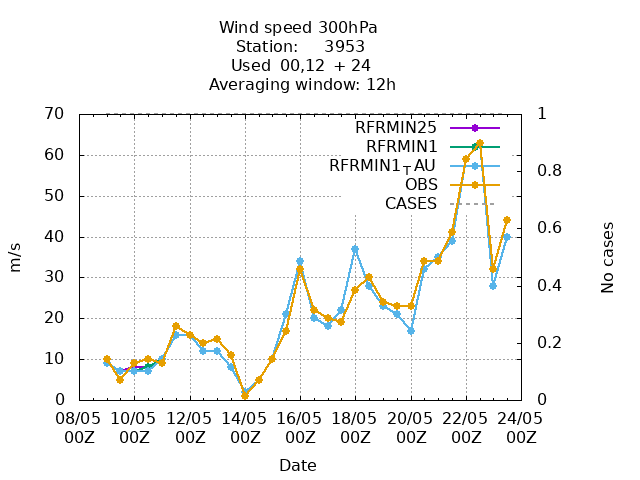 Wind speed 300hPa
Station: 3953
Used 00,12 + 24
Averaging window: 12h
70 1
RFRMIN25
RFRMIN1
60
RFRMIN1TAU
0.8
OBS
50
CASES
0.6
40
m/s
No cases
30
0.4
20
0.2
10
0 0
08/05 10/05 12/05 14/05 16/05 18/05 20/05 22/05 24/05
00Z 00Z 00Z 00Z 00Z 00Z 00Z 00Z 00Z
Date